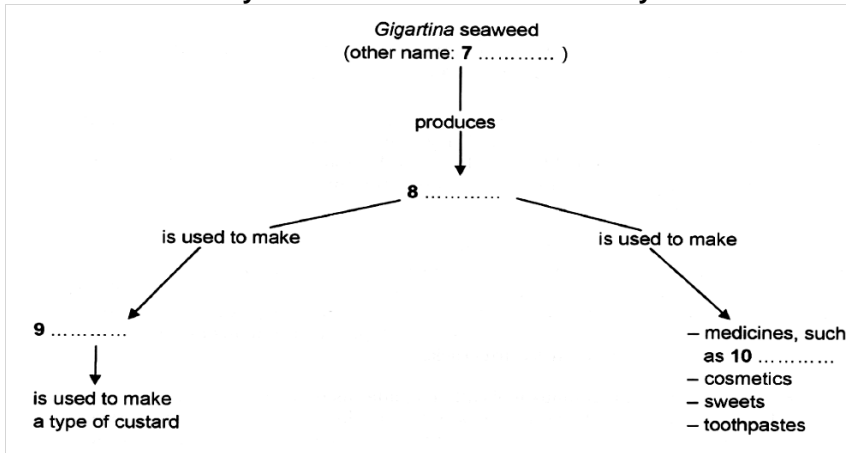 Gigartina seaweed
(other name: 7 ………… )
produces
8 …………
is used to make
is used to make
9 …………
is used to make
a type of custard
– medicines, such
as 10 …………
– cosmetics
– sweets
– toothpastes